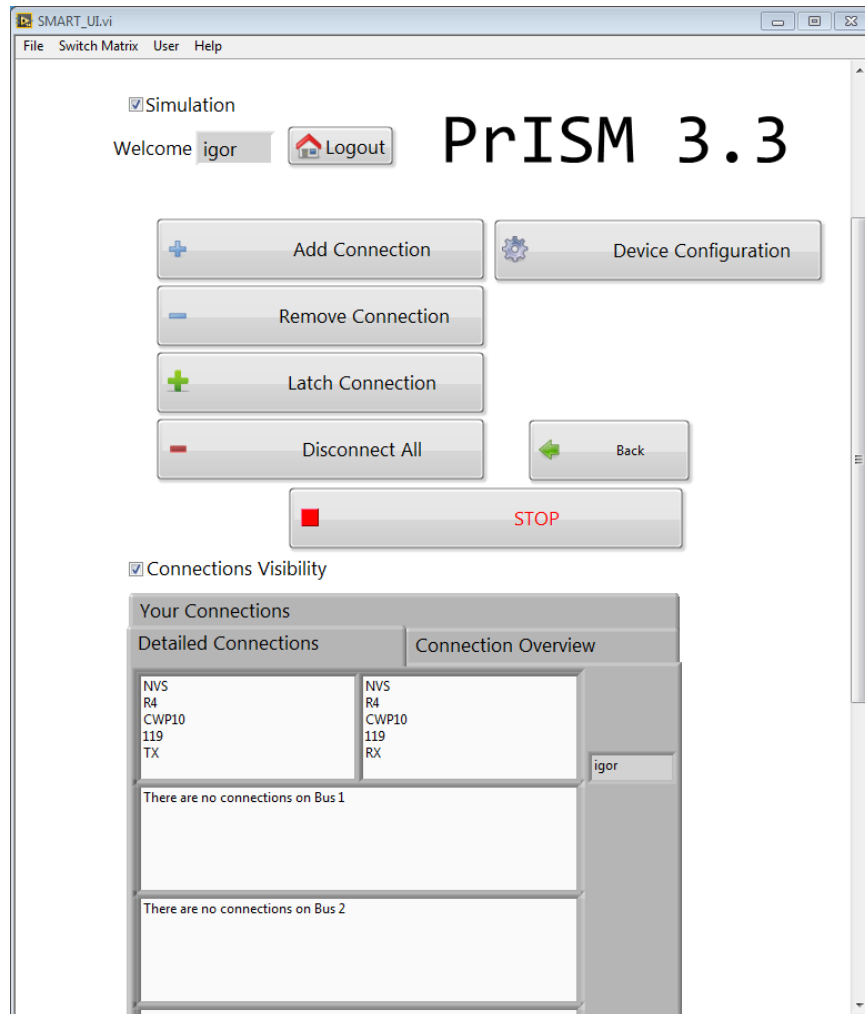 SMART_UI.vi
File Switch Matrix User Help
Simulation
PrISM 3.3
Welcome igor Logout
Add Connection Device Configuration
Remove Connection
Latch Connection
Disconnect All Back
STOP
Connections Visibility
Your Connections
Detailed Connections Connection Overview
NVS
R4
CWP10
119
TX
NVS
R4
CWP10
119
RX
igor
There are no connections on Bus 1
There are no connections on Bus 2